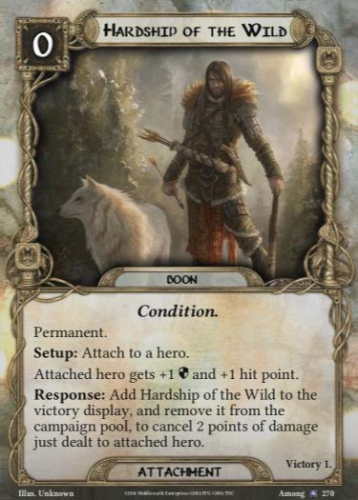 0
HARDSHIP OF THE WILD
BOON
Condition.
Permanent.
Setup: Attach to a hero.
Attached hero gets +1 and +1 hit point.
Response: Add Hardship of the Wild to the
victory display, and remove it from the
campaign pool, to cancel 2 points of damage
just dealt to attached hero.
Victory 1.
ATTACHMENT
Illus. Unknown
Among 270